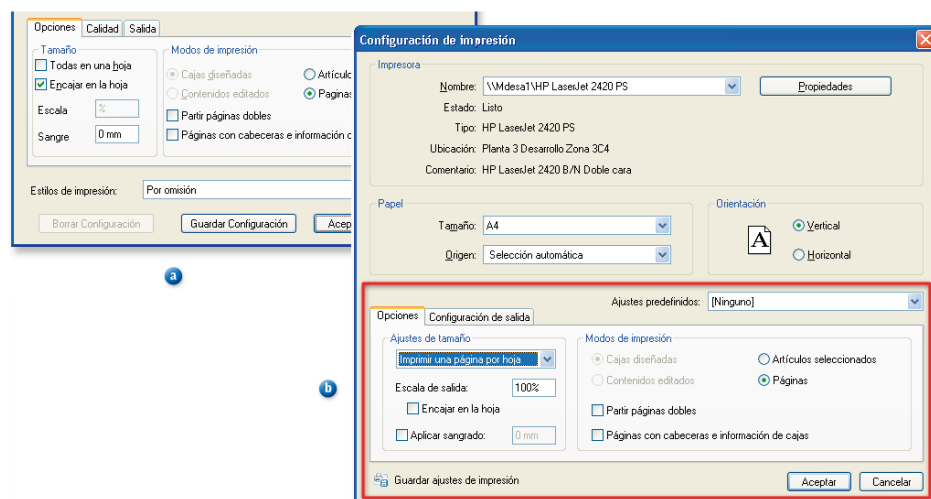 Opciones Calidad Salida
Tamaño
Todas en una hoja
Encajar en la hoja
Escala %
Sangre 0 mm
Modos de impresión
Cajas diseñadas
Contenidos editados
Paginas
Partir páginas dobles
Páginas con cabeceras e información
Estilos de impresión: Por omisión
Borrar Configuración Guardar Configuración
a
Configuración de impresión
Impresora
Nombre: \\Mdesa1\HP LaserJet 2420 PS Propiedades
Estado: Listo
Tipo: HP LaserJet 2420 PS
Ubicación: Planta 3 Desarrollo Zona 3C4
Comentario: HP LaserJet 2420 B/N Doble cara
Papel
Tamaño: A4
Origen: Selección automática
Orientación
A
Vertical
Horizontal
Ajustes predefinidos: [Ninguno]
Opciones Configuración de salida
Ajustes de tamaño
Imprimir una página por hoja
Escala de salida: 100%
Encajar en la hoja
Aplicar sangrado: 0 mm
Modos de impresión
Cajas diseñadas Artículos seleccionados
Contenidos editados Páginas
Partir páginas dobles
Páginas con cabeceras e información de cajas
Guardar ajustes de impresión Aceptar Cancelar
b